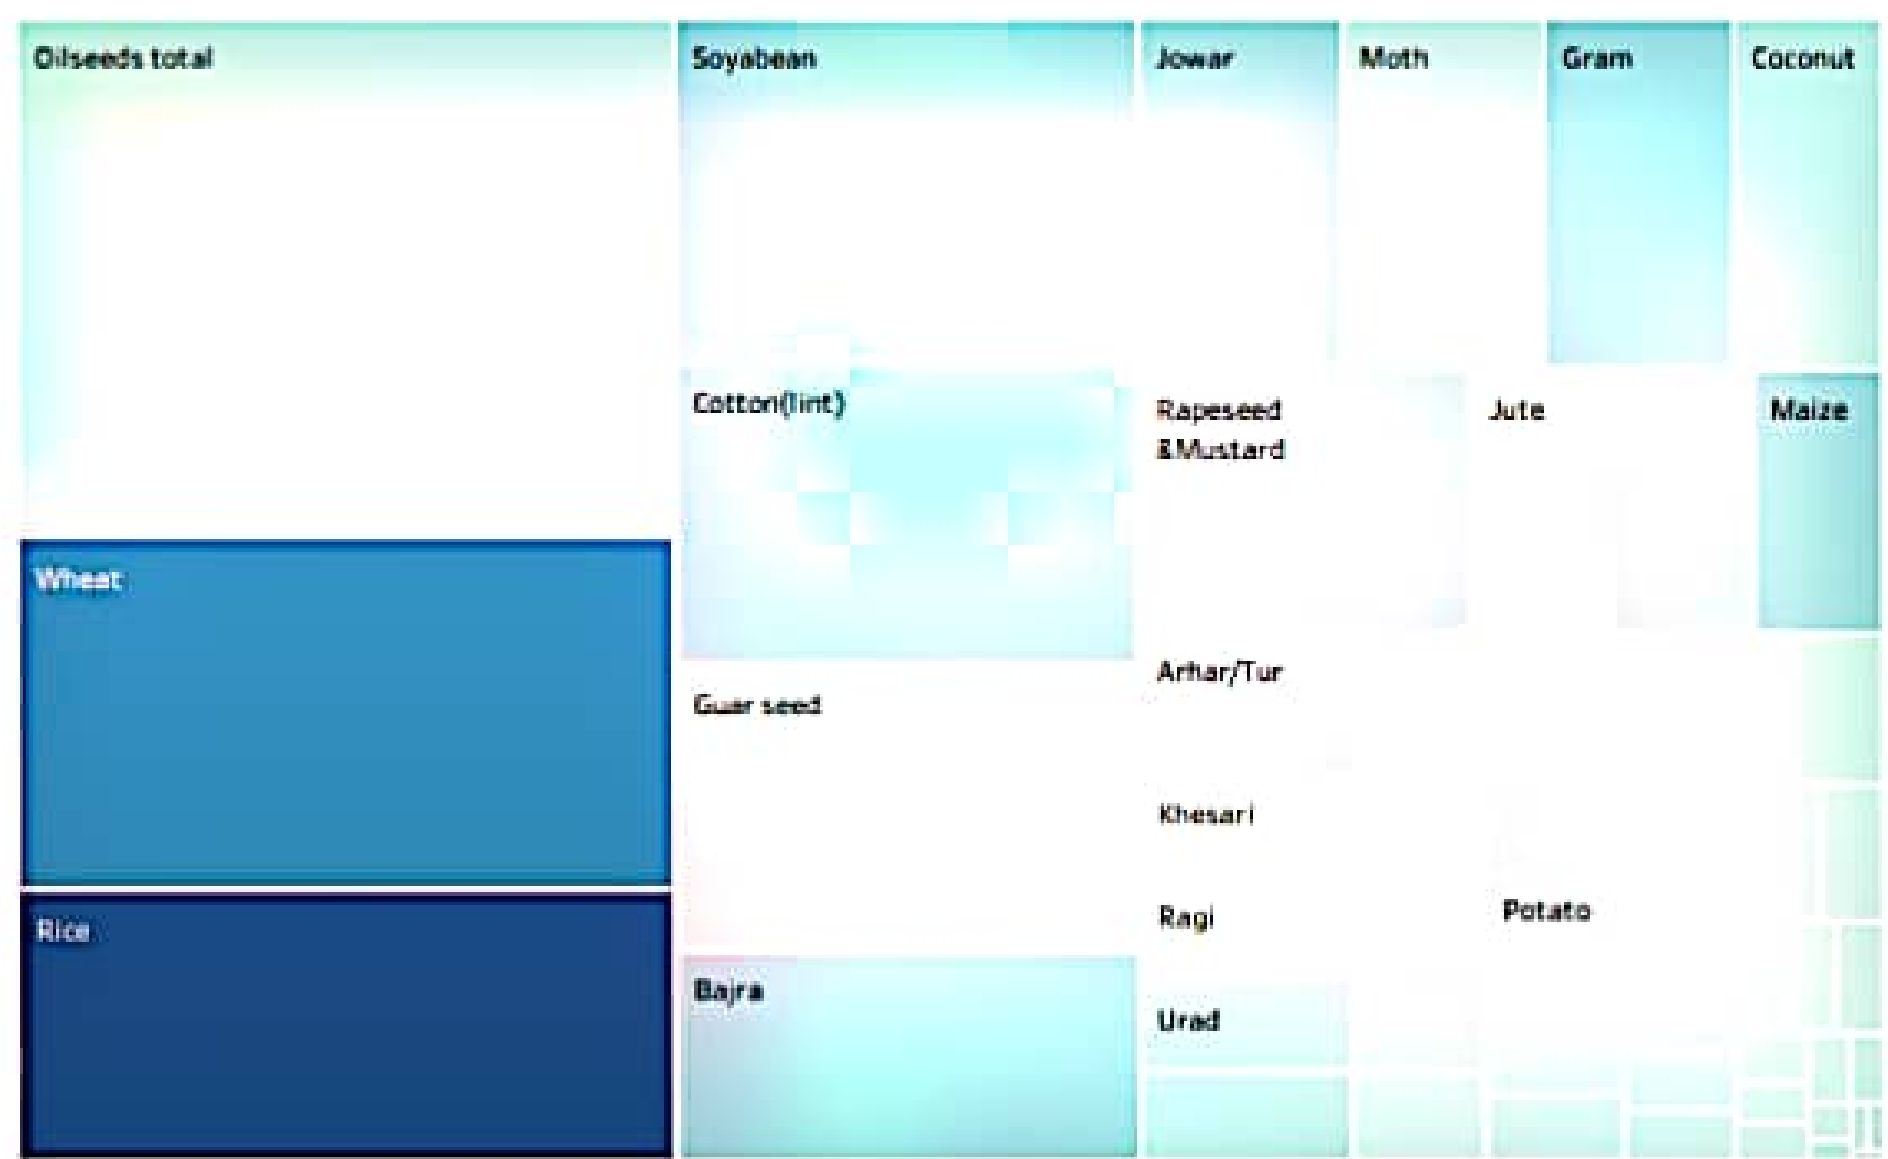 Oilseeds total
Wheat
Rice
Soyabean
Cotton(lint)
Guar seed
Bajra
Jowar
Moth
Gram
Coconut
Rapeseed
&Mustard
Jute
Maize
Arhar/Tur
Khesari
Ragi
Potato
Urad